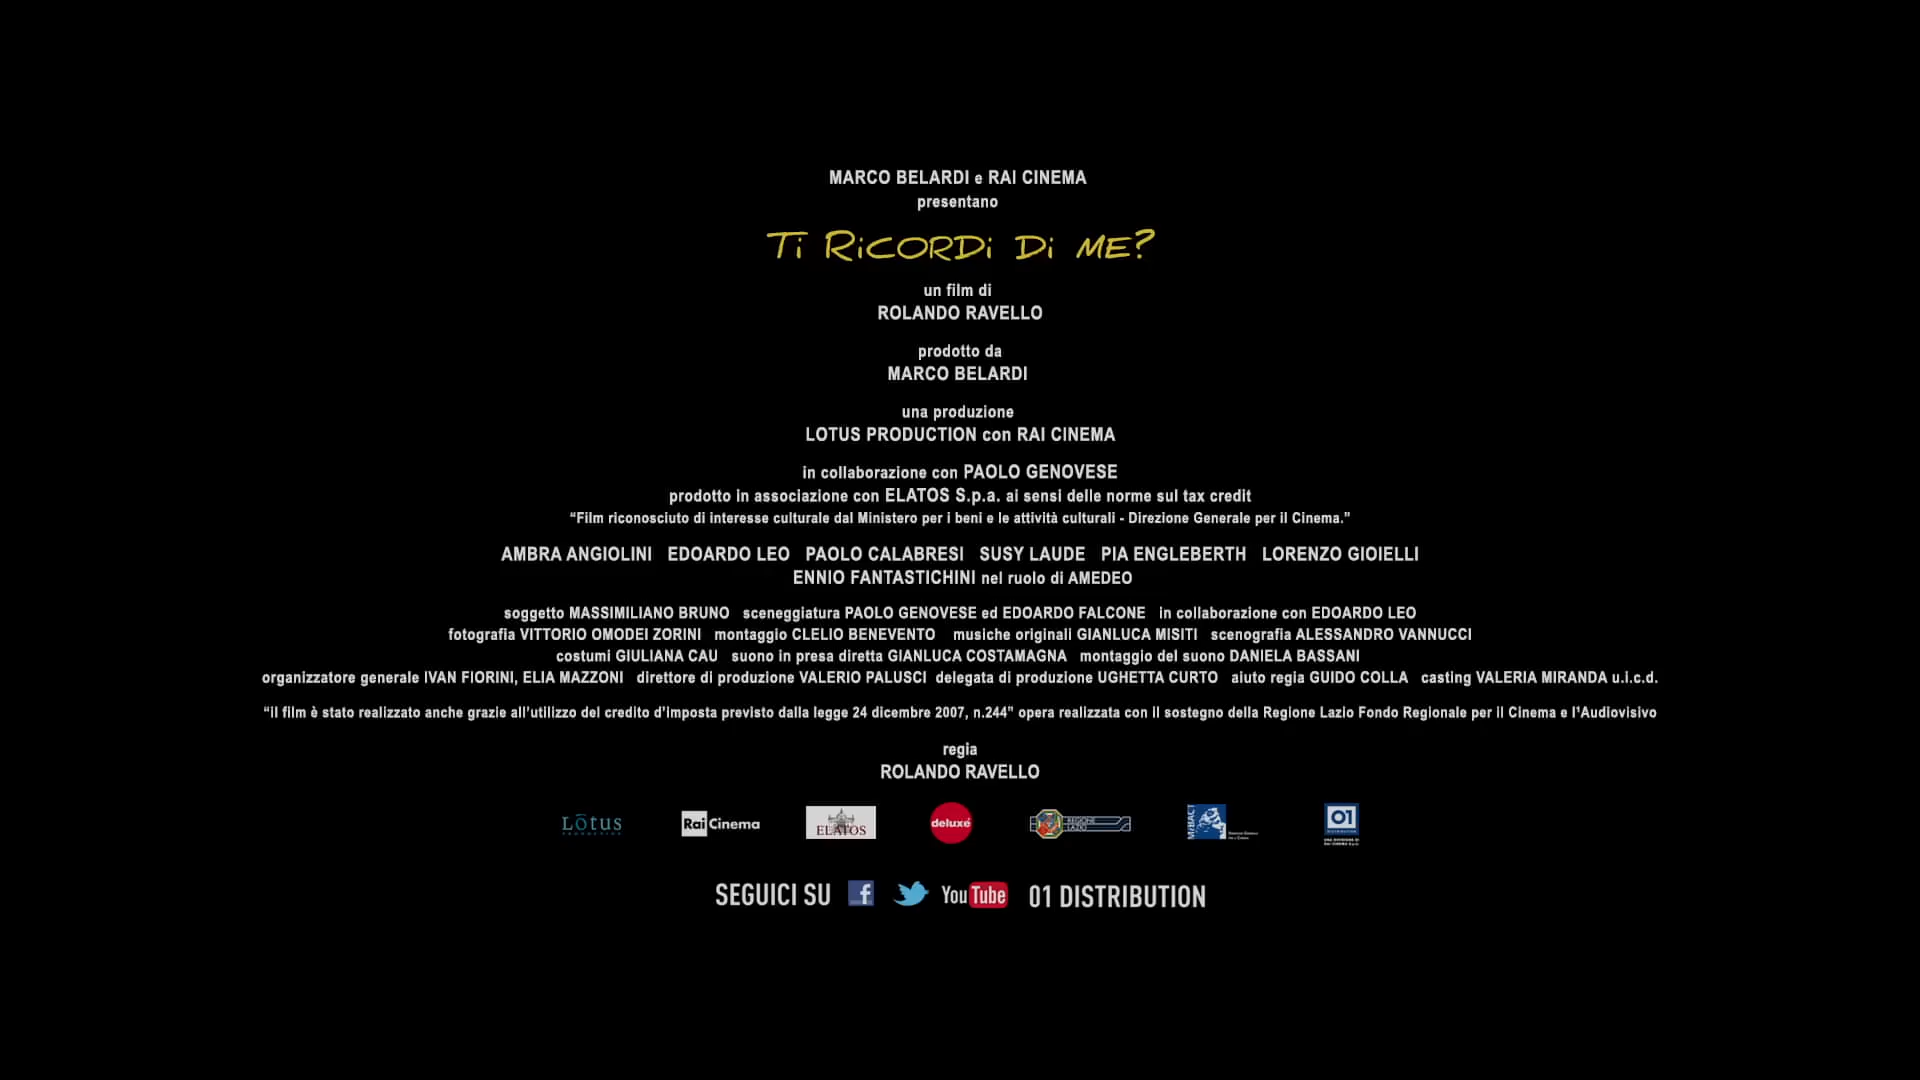 MARCO BELARDI e RAI CINEMA
presentano
Ti RiCORDi Di ME?
un film di
ROLANDO RAVELLO
prodotto da
MARCO BELARDI
una produzione
LOTUS PRODUCTION con RAI CINEMA
in collaborazione con PAOLO GENOVESE
prodotto in associazione con ELATOS S.p.a. ai sensi delle norme sul tax credit
“Film riconosciuto di interesse culturale dal Ministero per i beni e le attività culturali - Direzione Generale per il Cinema.”
AMBRA ANGIOLINI EDOARDO LEO PAOLO CALABRESI SUSY LAUDE PIA ENGLEBERTH LORENZO GIOIELLI
ENNIO FANTASTICHINI nel ruolo di AMEDEO
soggetto MASSIMILIANO BRUNO sceneggiatura PAOLO GENOVESE ed EDOARDO FALCONE in collaborazione con EDOARDO LEO
fotografia VITTORIO OMODEI ZORINI montaggio CLELIO BENEVENTO musiche originali GIANLUCA MISITI scenografia ALESSANDRO VANNUCCI
costumi GIULIANA CAU suono in presa diretta GIANLUCA COSTAMAGNA montaggio del suono DANIELA BASSANI
organizzatore generale IVAN FIORINI, ELIA MAZZONI direttore di produzione VALERIO PALUSCI delegata di produzione UGHETTA CURTO aiuto regia GUIDO COLLA casting VALERIA MIRANDA u.i.c.d.
“il film è stato realizzato anche grazie all’utilizzo del credito d’imposta previsto dalla legge 24 dicembre 2007, n.244” opera realizzata con il sostegno della Regione Lazio Fondo Regionale per il Cinema e l'Audiovisivo
regia
ROLANDO RAVELLO
Lōtus PRODUCTION Rai Cinema ELATOS deluxe REGIONE LAZIO MiBACT 01 DISTRIBUTION
SEGUICI SU f YouTube 01 DISTRIBUTION